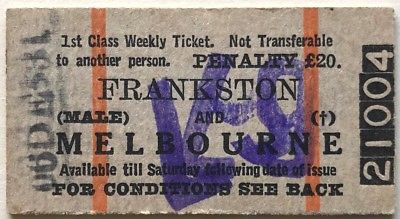 1st Class Weekly Ticket. Not Transferable
to another person. PENALTY £20.
FRANKSTON
(MALE) AND (†)
MELBOURNE
Available till Saturday following date of issue
FOR CONDITIONS SEE BACK
21004